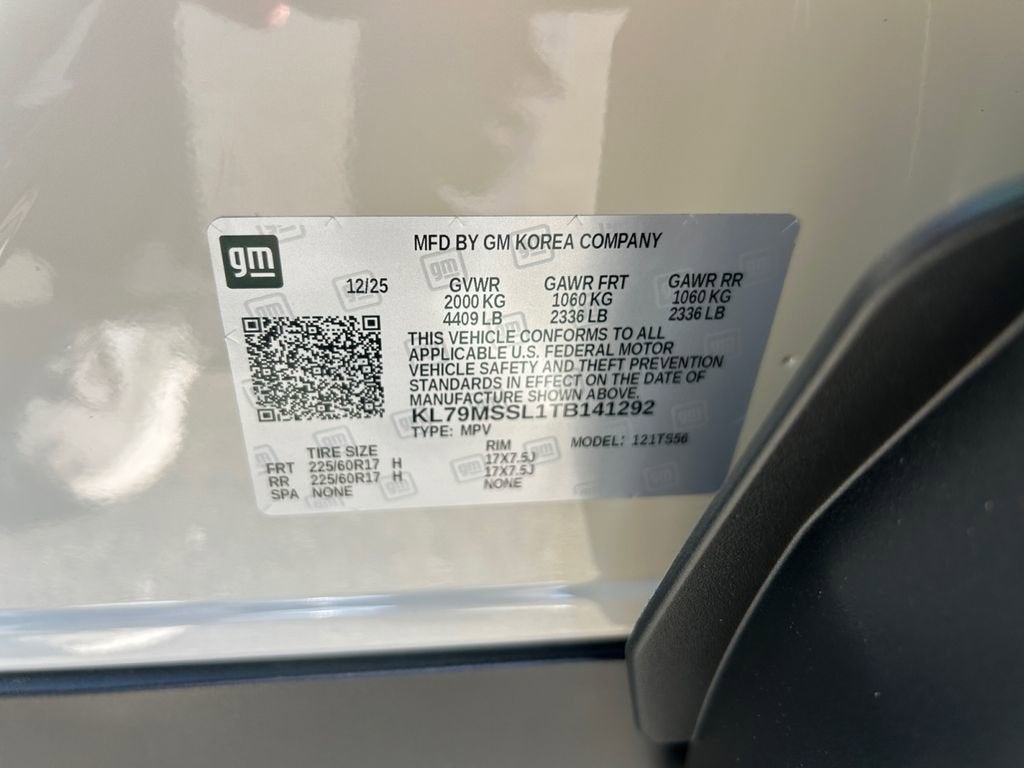 gm
MFD BY GM KOREA COMPANY
12/25 GVWR GAWR FRT GAWR RR
2000 KG 1060 KG 1060 KG
4409 LB 2336 LB 2336 LB
THIS VEHICLE CONFORMS TO ALL
APPLICABLE U.S. FEDERAL MOTOR
VEHICLE SAFETY AND THEFT PREVENTION
STANDARDS IN EFFECT ON THE DATE OF
MANUFACTURE SHOWN ABOVE.
KL79MSSL1TB141292
TYPE: MPV MODEL: 121TS56
TIRE SIZE RIM
FRT 225/60R17 H 17X7.5J
RR 225/60R17 H 17X7.5J
SPA NONE NONE